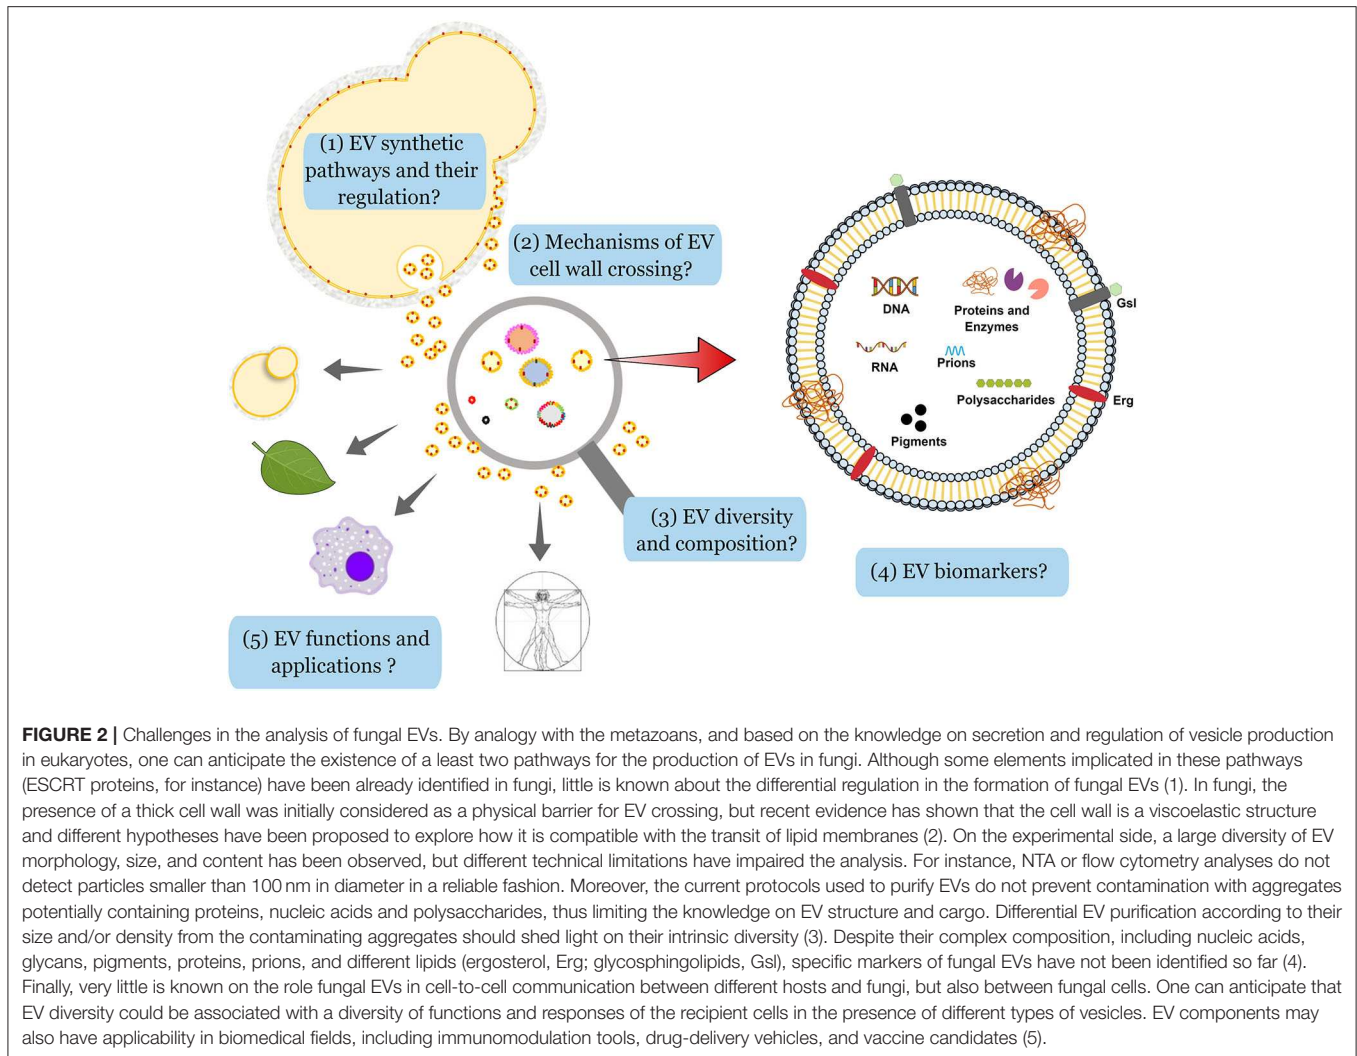 (1) EV synthetic
pathways and their
regulation?
(2) Mechanisms of EV
cell wall crossing?
DNA
Proteins and
Enzymes
Gsl
RNA
Prions
Polysaccharides
Erg
Pigments
(3) EV diversity
and composition?
(4) EV biomarkers?
(5) EV functions and
applications ?
FIGURE 2 | Challenges in the analysis of fungal EVs. By analogy with the metazoans, and based on the knowledge on secretion and regulation of vesicle production
in eukaryotes, one can anticipate the existence of a least two pathways for the production of EVs in fungi. Although some elements implicated in these pathways
(ESCRT proteins, for instance) have been already identified in fungi, little is known about the differential regulation in the formation of fungal EVs (1). In fungi, the
presence of a thick cell wall was initially considered as a physical barrier for EV crossing, but recent evidence has shown that the cell wall is a viscoelastic structure
and different hypotheses have been proposed to explore how it is compatible with the transit of lipid membranes (2). On the experimental side, a large diversity of EV
morphology, size, and content has been observed, but different technical limitations have impaired the analysis. For instance, NTA or flow cytometry analyses do not
detect particles smaller than 100 nm in diameter in a reliable fashion. Moreover, the current protocols used to purify EVs do not prevent contamination with aggregates
potentially containing proteins, nucleic acids and polysaccharides, thus limiting the knowledge on EV structure and cargo. Differential EV purification according to their
size and/or density from the contaminating aggregates should shed light on their intrinsic diversity (3). Despite their complex composition, including nucleic acids,
glycans, pigments, proteins, prions, and different lipids (ergosterol, Erg; glycosphingolipids, Gsl), specific markers of fungal EVs have not been identified so far (4).
Finally, very little is known on the role fungal EVs in cell-to-cell communication between different hosts and fungi, but also between fungal cells. One can anticipate that
EV diversity could be associated with a diversity of functions and responses of the recipient cells in the presence of different types of vesicles. EV components may
also have applicability in biomedical fields, including immunomodulation tools, drug-delivery vehicles, and vaccine candidates (5).